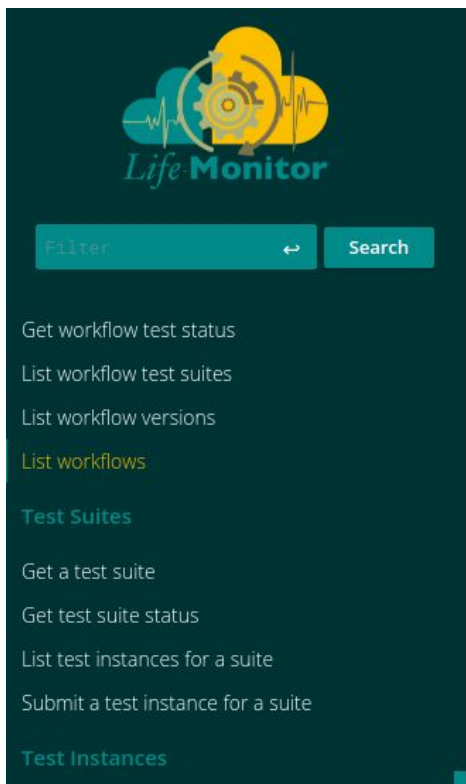 Life Monitor
Filter Search
Get workflow test status
List workflow test suites
List workflow versions
List workflows
Test Suites
Get a test suite
Get test suite status
List test instances for a suite
Submit a test instance for a suite
Test Instances